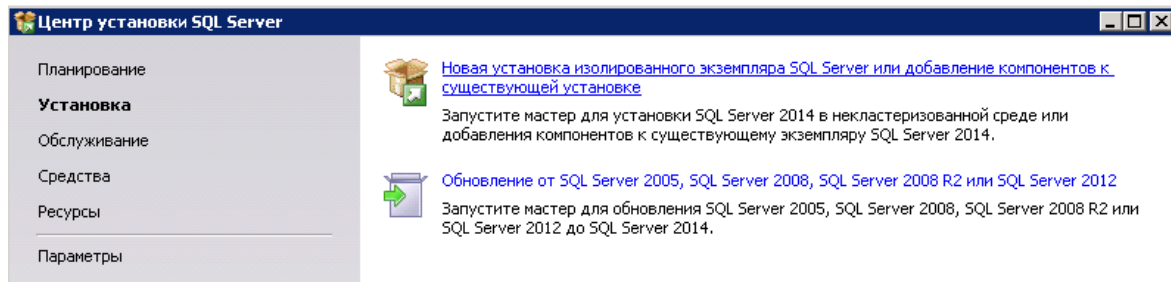 Центр установки SQL Server
Планирование
Установка
Обслуживание
Средства
Ресурсы
Параметры
Новая установка изолированного экземпляра SQL Server или добавление компонентов к
существующей установке
Запустите мастер для установки SQL Server 2014 в некластеризованной среде или
добавления компонентов к существующему экземпляру SQL Server 2014.
Обновление от SQL Server 2005, SQL Server 2008, SQL Server 2008 R2 или SQL Server 2012
Запустите мастер для обновления SQL Server 2005, SQL Server 2008, SQL Server 2008 R2 или
SQL Server 2012 до SQL Server 2014.